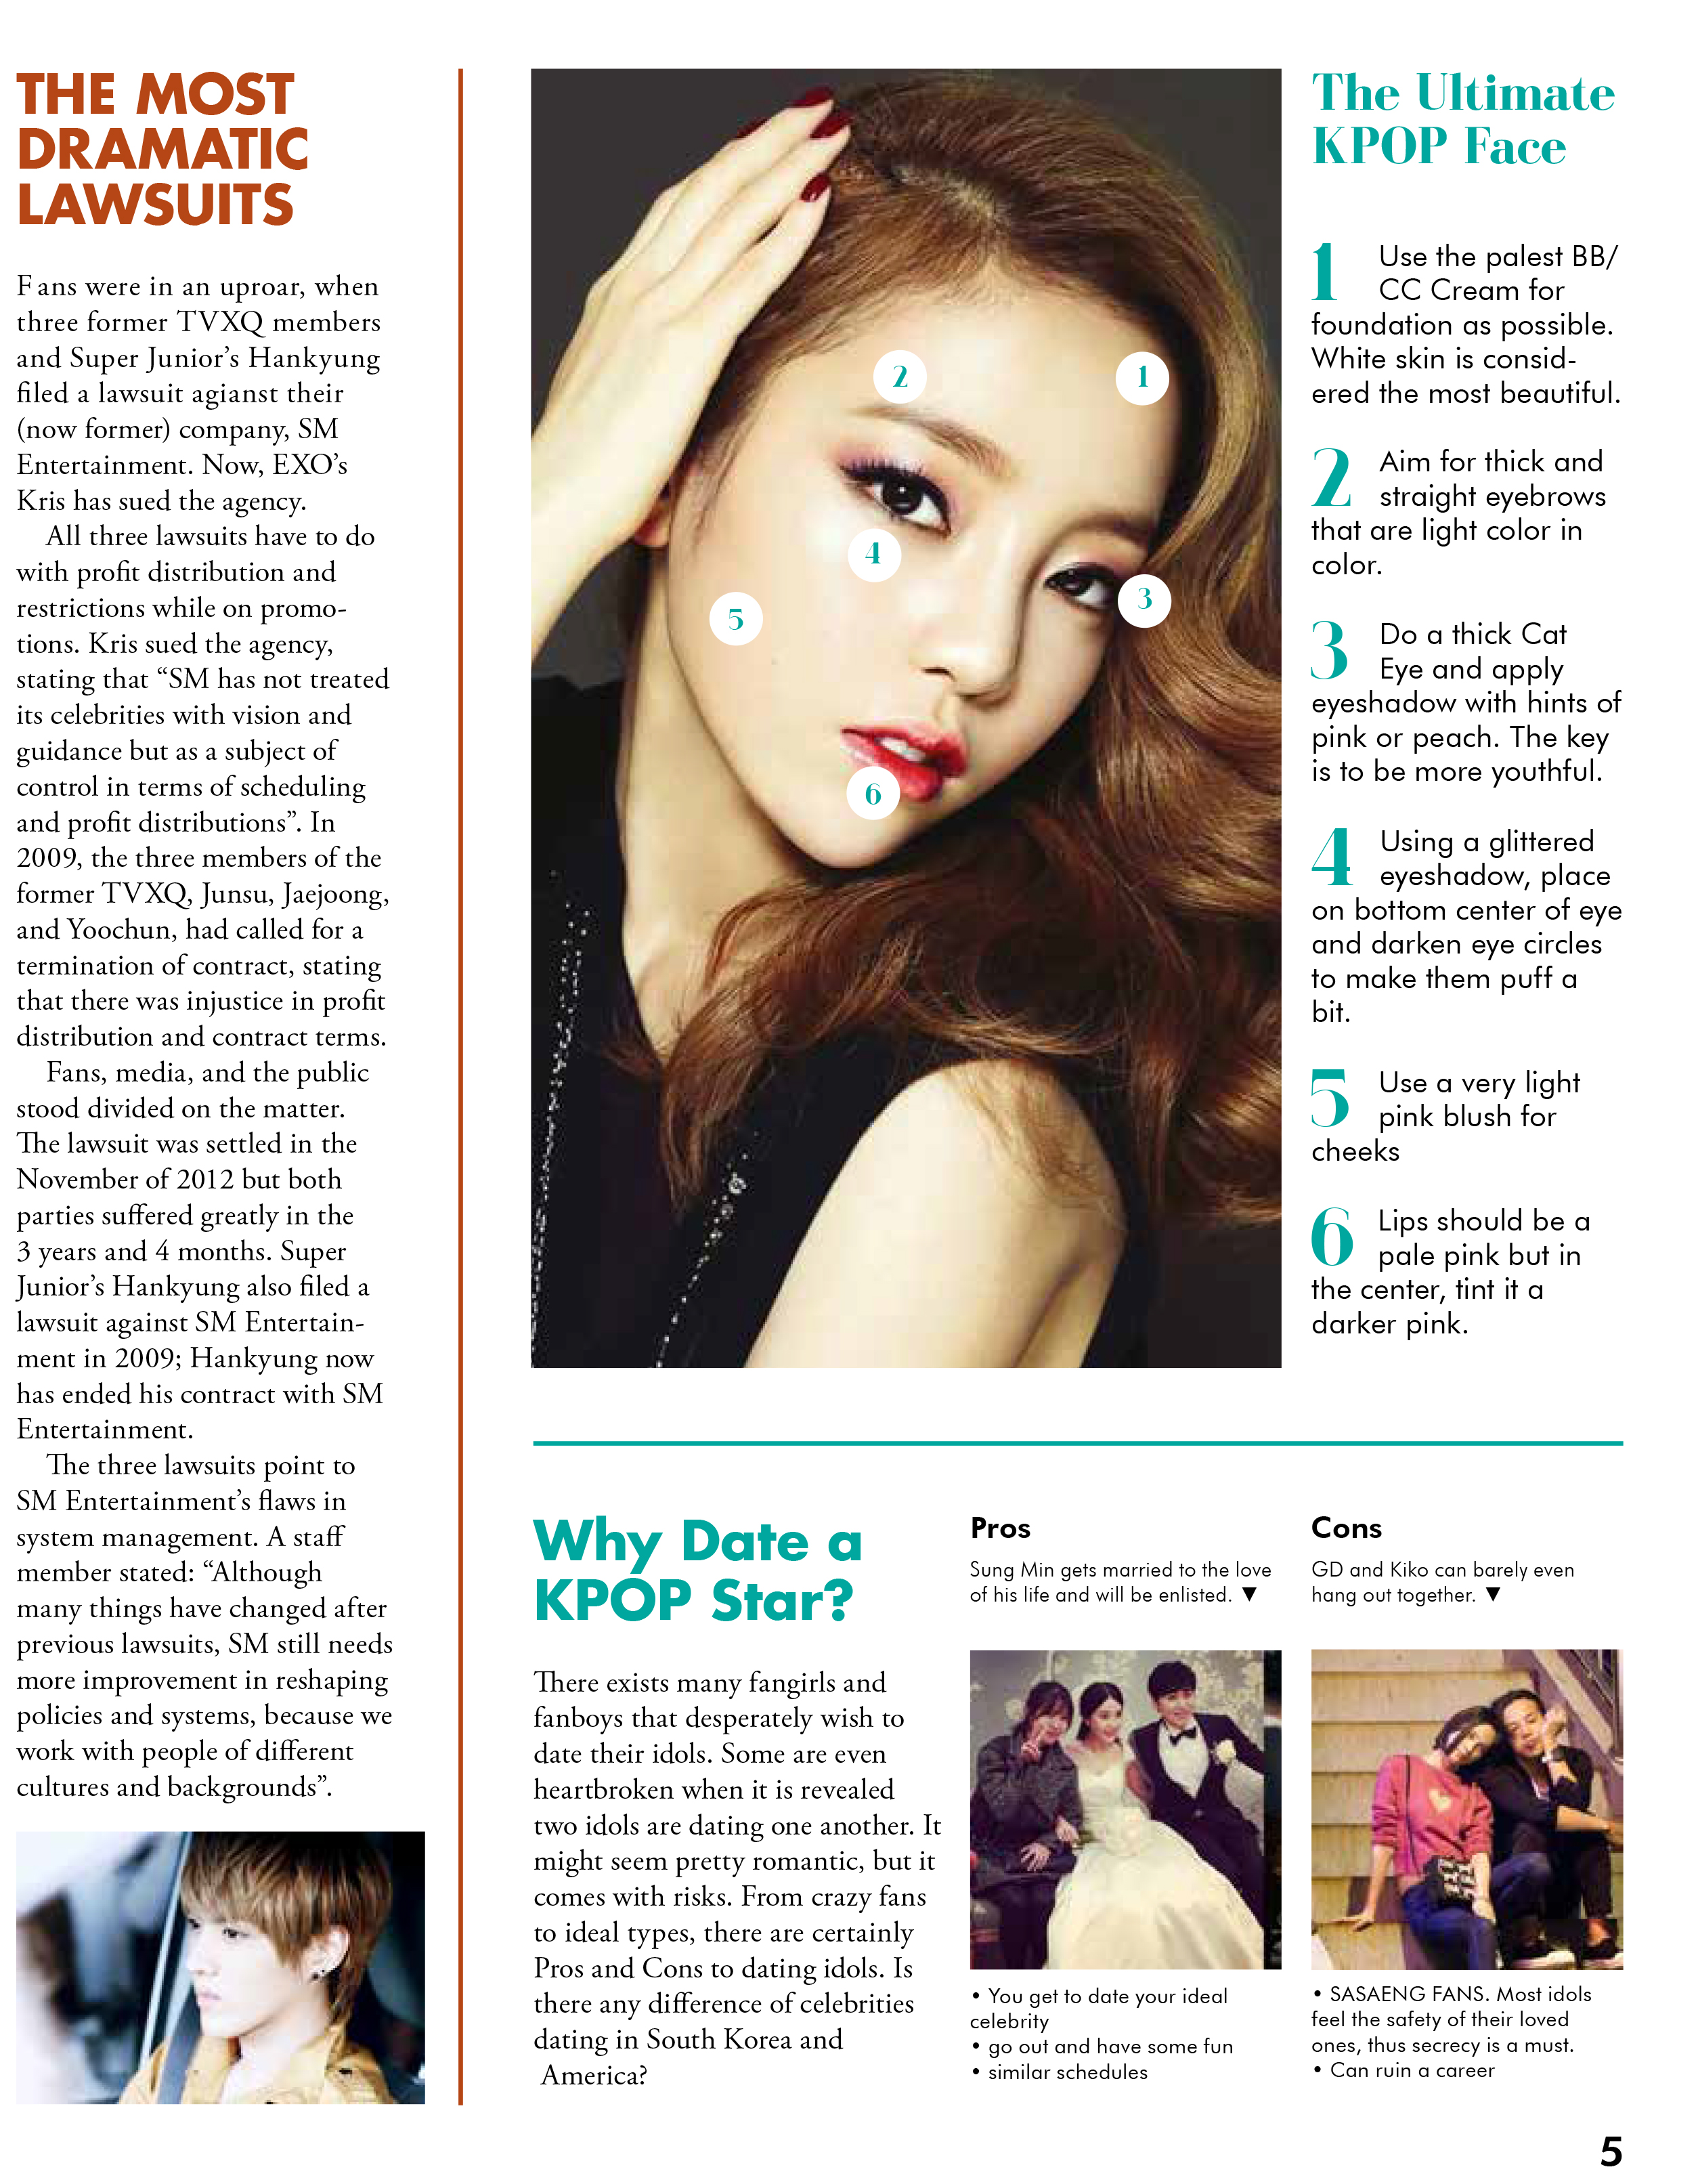 THE MOST
DRAMATIC
LAWSUITS
Fans were in an uproar, when
three former TVXQ members
and Super Junior’s Hankyung
filed a lawsuit agianst their
(now former) company, SM
Entertainment. Now, EXO’s
Kris has sued the agency.
All three lawsuits have to do
with profit distribution and
restrictions while on promo-
tions. Kris sued the agency,
stating that “SM has not treated
its celebrities with vision and
guidance but as a subject of
control in terms of scheduling
and profit distributions”. In
2009, the three members of the
former TVXQ, Junsu, Jaejoong,
and Yoochun, had called for a
termination of contract, stating
that there was injustice in profit
distribution and contract terms.
Fans, media, and the public
stood divided on the matter.
The lawsuit was settled in the
November of 2012 but both
parties suffered greatly in the
3 years and 4 months. Super
Junior’s Hankyung also filed a
lawsuit against SM Entertain-
ment in 2009; Hankyung now
has ended his contract with SM
Entertainment.
The three lawsuits point to
SM Entertainment’s flaws in
system management. A staff
member stated: “Although
many things have changed after
previous lawsuits, SM still needs
more improvement in reshaping
policies and systems, because we
work with people of different
cultures and backgrounds”.
2
1
4
3
5
6
The Ultimate
KPOP Face
1 Use the palest BB/
CC Cream for
foundation as possible.
White skin is consid-
ered the most beautiful.
2 Aim for thick and
straight eyebrows
that are light color in
color.
3 Do a thick Cat
Eye and apply
eyeshadow with hints of
pink or peach. The key
is to be more youthful.
4 Using a glittered
eyeshadow, place
on bottom center of eye
and darken eye circles
to make them puff a
bit.
5 Use a very light
pink blush for
cheeks
6 Lips should be a
pale pink but in
the center, tint it a
darker pink.
Why Date a
KPOP Star?
There exists many fangirls and
fanboys that desperately wish to
date their idols. Some are even
heartbroken when it is revealed
two idols are dating one another. It
might seem pretty romantic, but it
comes with risks. From crazy fans
to ideal types, there are certainly
Pros and Cons to dating idols. Is
there any difference of celebrities
dating in South Korea and
America?
Pros
Sung Min gets married to the love
of his life and will be enlisted. ▼
• You get to date your ideal
celebrity
• go out and have some fun
• similar schedules
Cons
GD and Kiko can barely even
hang out together. ▼
• SASAENG FANS. Most idols
feel the safety of their loved
ones, thus secrecy is a must.
• Can ruin a career
5